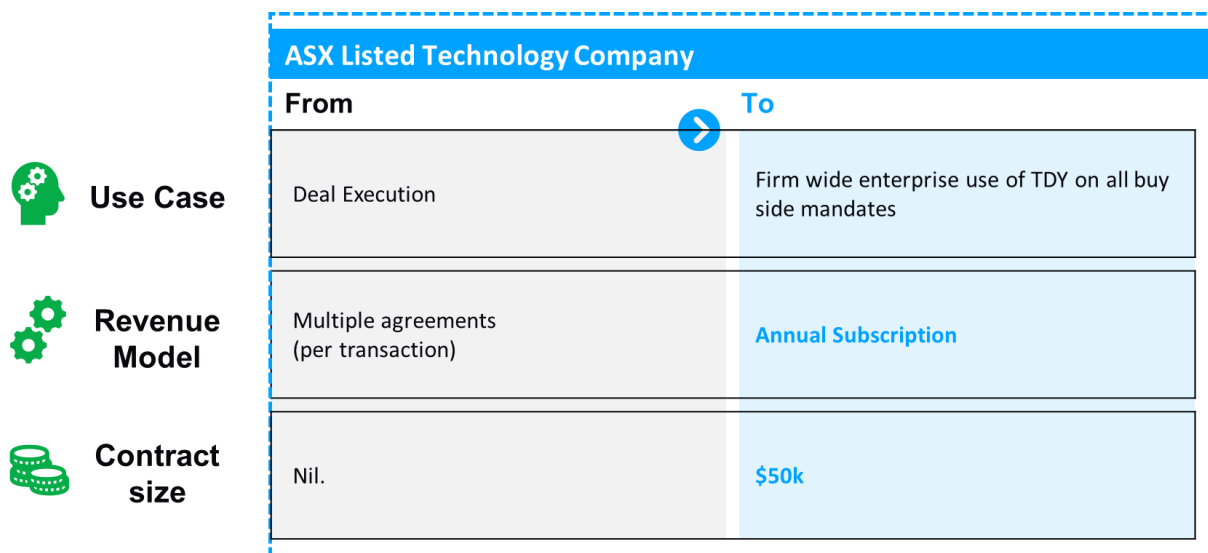 ASX Listed Technology Company
From
To
Use Case
Deal Execution
Firm wide enterprise use of TDY on all buy
side mandates
Revenue
Model
Multiple agreements
(per transaction)
Annual Subscription
Contract
size
Nil.
$50k